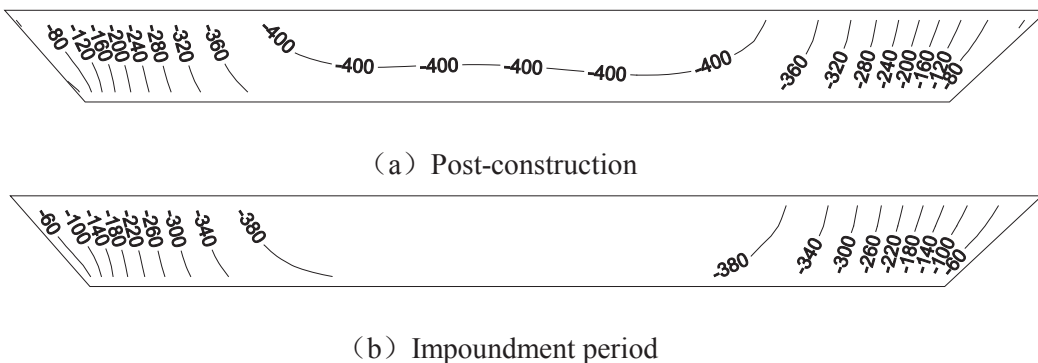 -80 -120 -160 -200 -240 -280 -320 -360 -400 -400 -400 -400 -400 -400 -360 -320 -280 -240 -200 -160 -120 -80
（a）Post-construction
-60 -100 -140 -180 -220 -260 -300 -340 -380 -380 -340 -300 -260 -220 -180 -140 -100 -60
（b）Impoundment period